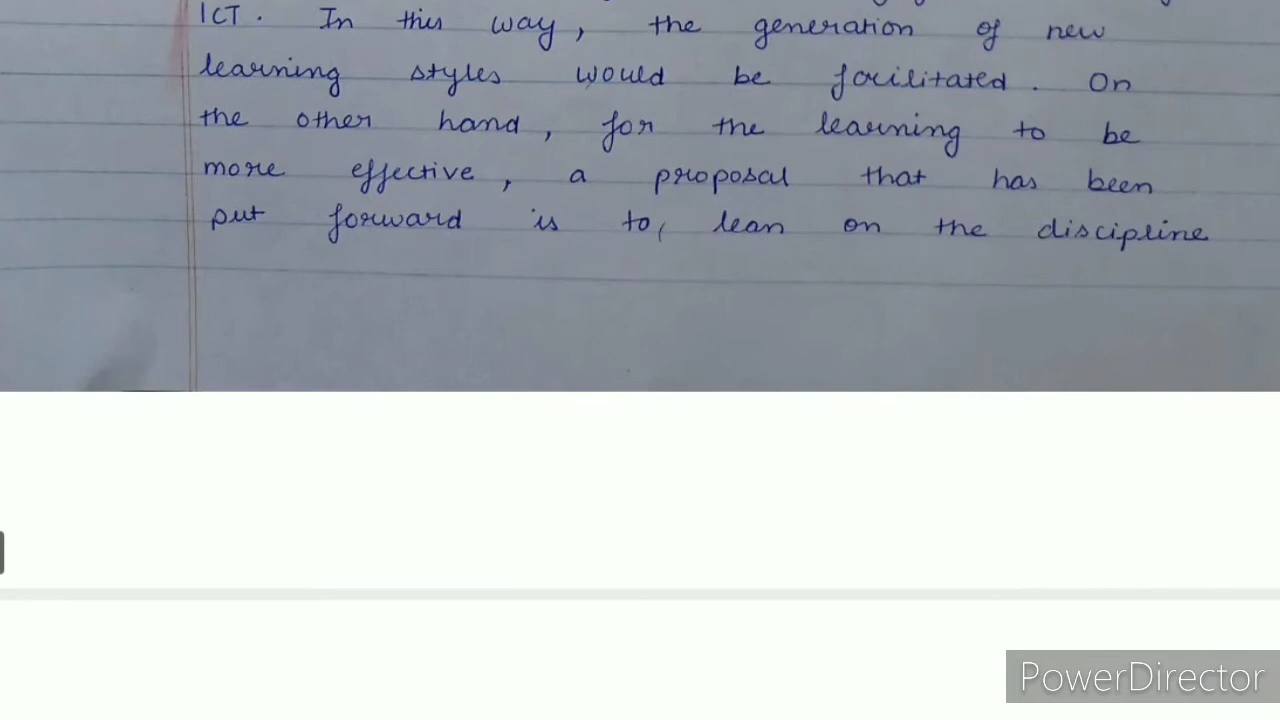 ICT. In this way, the generation of new
learning styles would be facilitated. On
the other hand, for the learning to be
more effective, a proposal that has been
put forward is to, lean on the discipline
PowerDirector